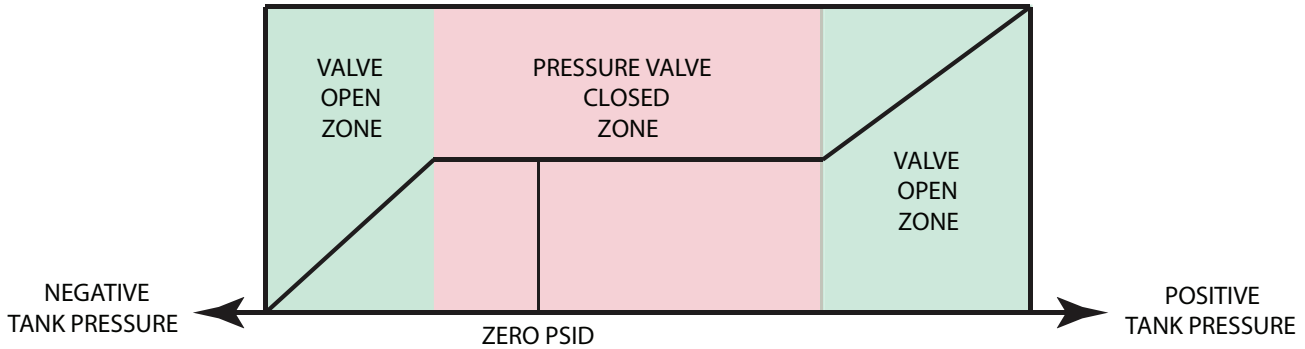 VALVE
OPEN
ZONE
PRESSURE VALVE
CLOSED
ZONE
VALVE
OPEN
ZONE
NEGATIVE
TANK PRESSURE
ZERO PSID
POSITIVE
TANK PRESSURE